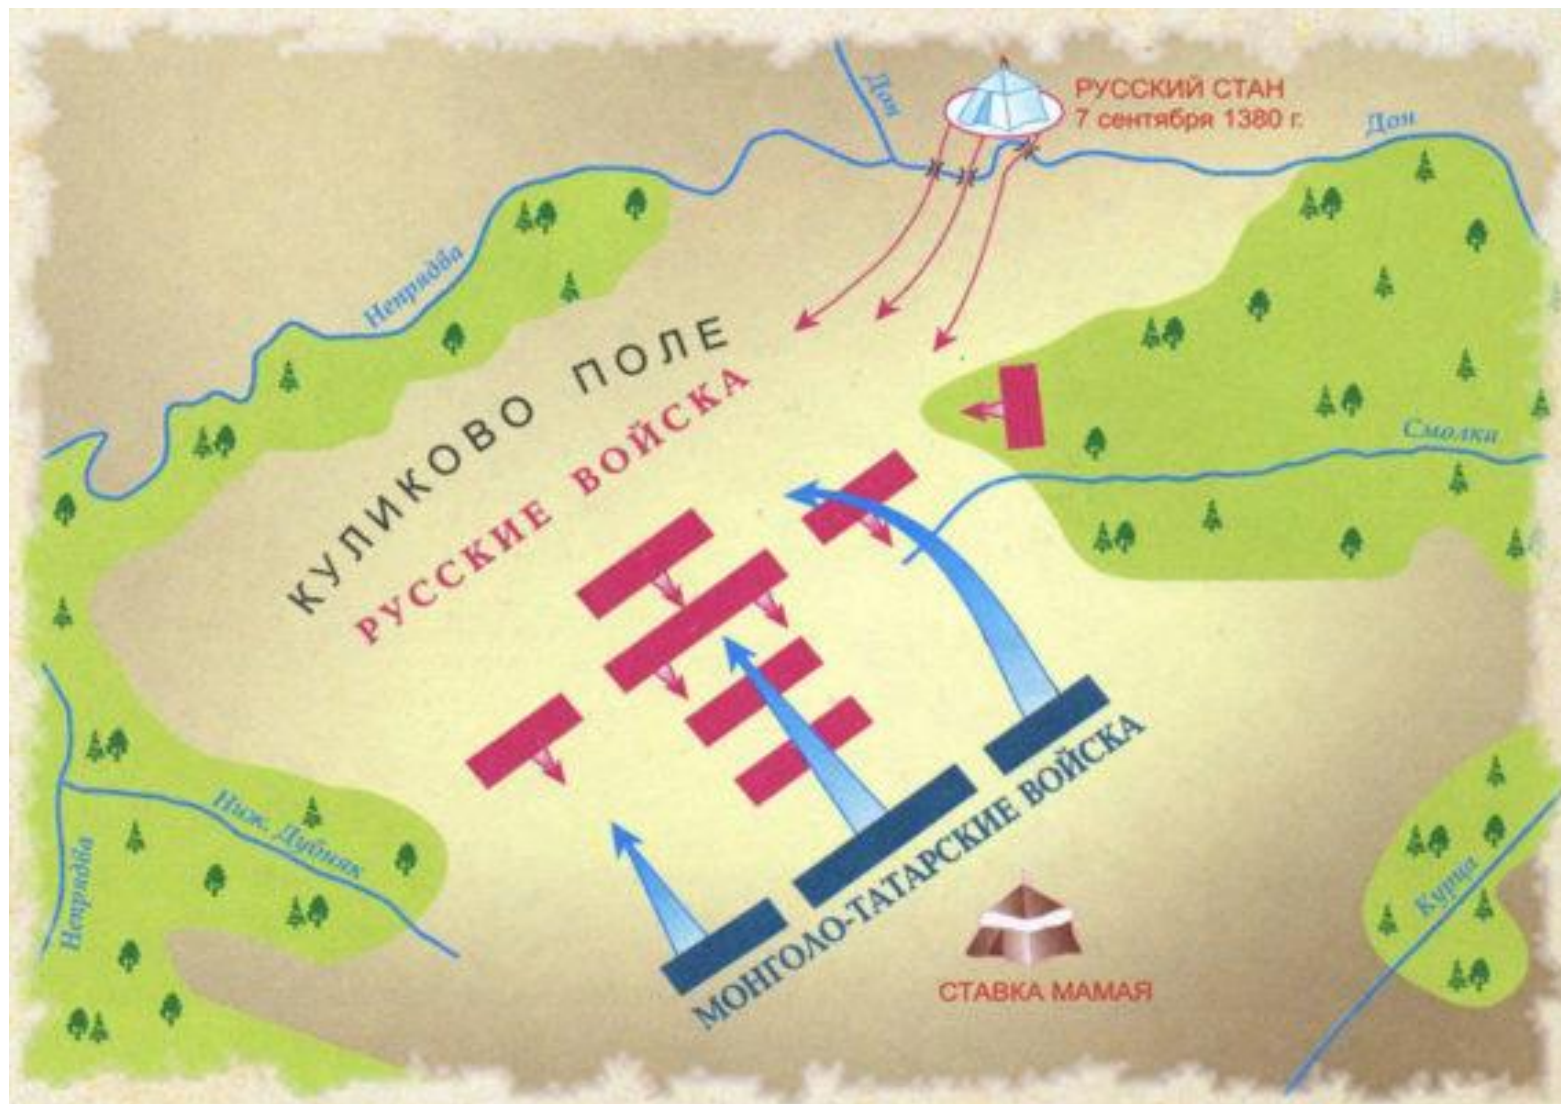 Дон
РУССКИЙ СТАН
7 сентября 1380 г.
Дон
Непрядва
КУЛИКОВО ПОЛЕ
РУССКИЕ ВОЙСКА
Смолка
Ниж. Дубняк
Непрядва
МОНГОЛО-ТАТАРСКИЕ ВОЙСКА
Курца
СТАВКА МАМАЯ